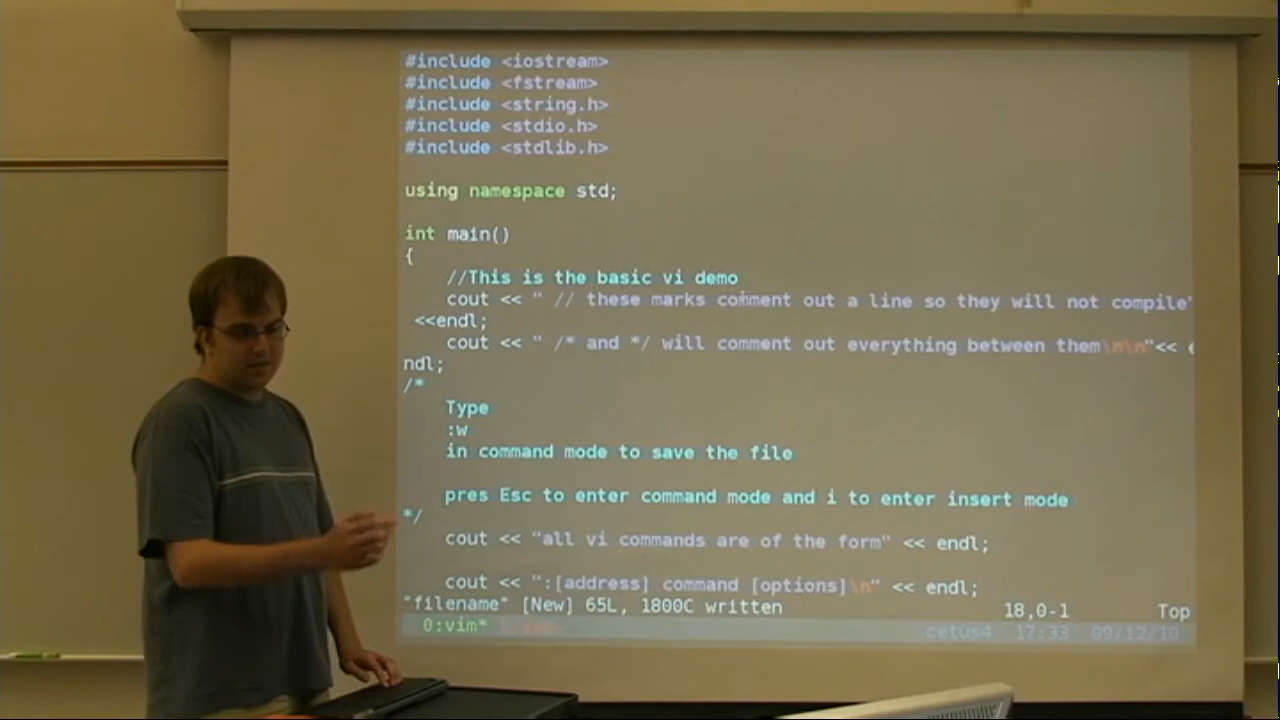 #include <iostream>
#include <fstream>
#include <string.h>
#include <stdio.h>
#include <stdlib.h>
using namespace std;
int main()
{
//This is the basic vi demo
cout << " // these marks comment out a line so they will not compile"
<<endl;
cout << " /* and */ will comment out everything between them\n\n"<< e
ndl;
/*
Type
:w
in command mode to save the file
pres Esc to enter command mode and i to enter insert mode
*/
cout << "all vi commands are of the form" << endl;
cout << ":[address] command [options]\n" << endl;
"filename" [New] 65L, 1800C written 18,0-1 Top
0:vim* cetus4 17:33 09/12/10